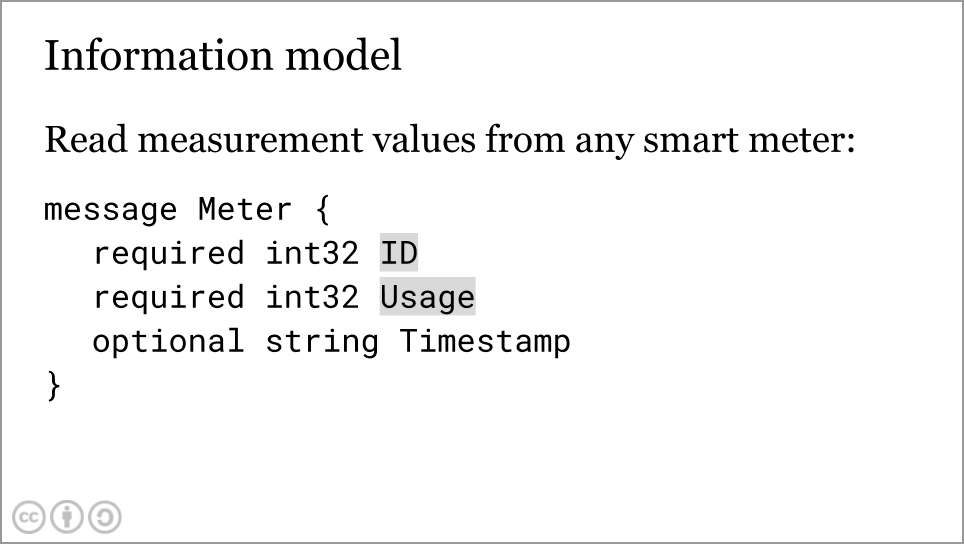 Information model
Read measurement values from any smart meter:
message Meter {
required int32 ID
required int32 Usage
optional string Timestamp
}
cc